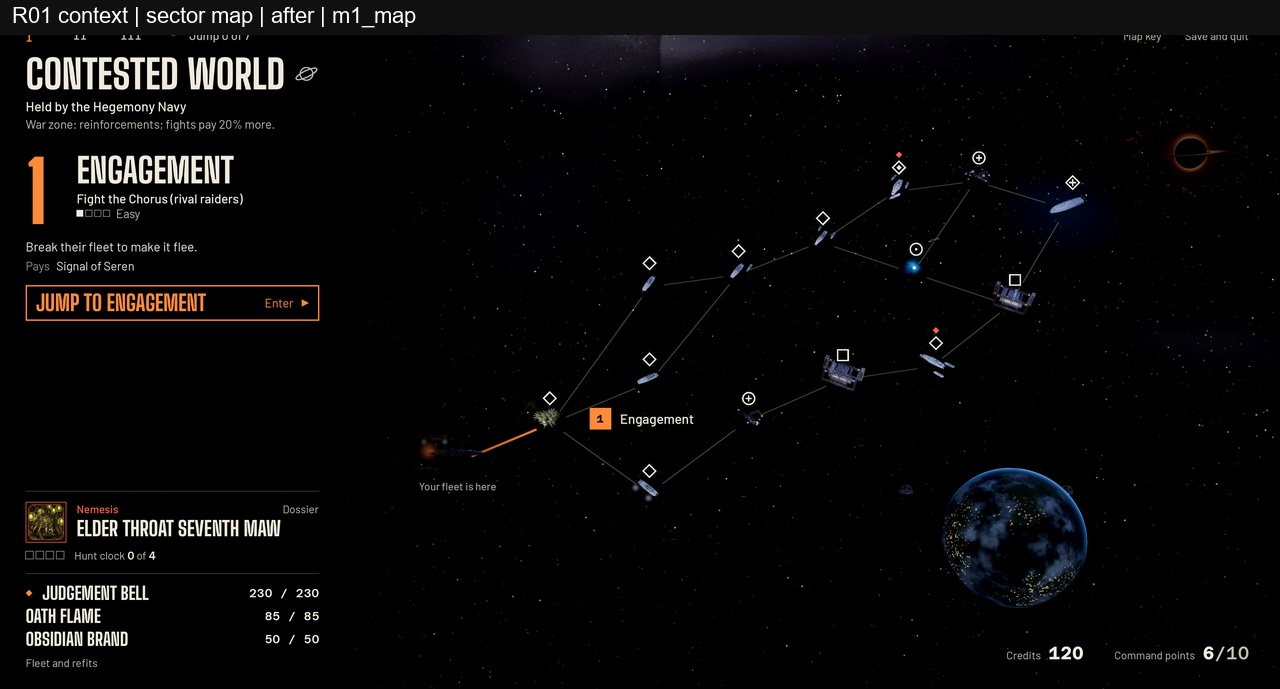 R01 context | sector map | after | m1_map
I II III Jump 0 of 7
Map key Save and quit
CONTESTED WORLD
Held by the Hegemony Navy
War zone: reinforcements; fights pay 20% more.
1 ENGAGEMENT
Fight the Chorus (rival raiders)
Easy
Break their fleet to make it flee.
Pays Signal of Seren
JUMP TO ENGAGEMENT Enter ►
1 Engagement
Your fleet is here
Nemesis Dossier
ELDER THROAT SEVENTH MAW
Hunt clock 0 of 4
JUDGEMENT BELL 230 / 230
OATH FLAME 85 / 85
OBSIDIAN BRAND 50 / 50
Fleet and refits
Credits 120 Command points 6/10